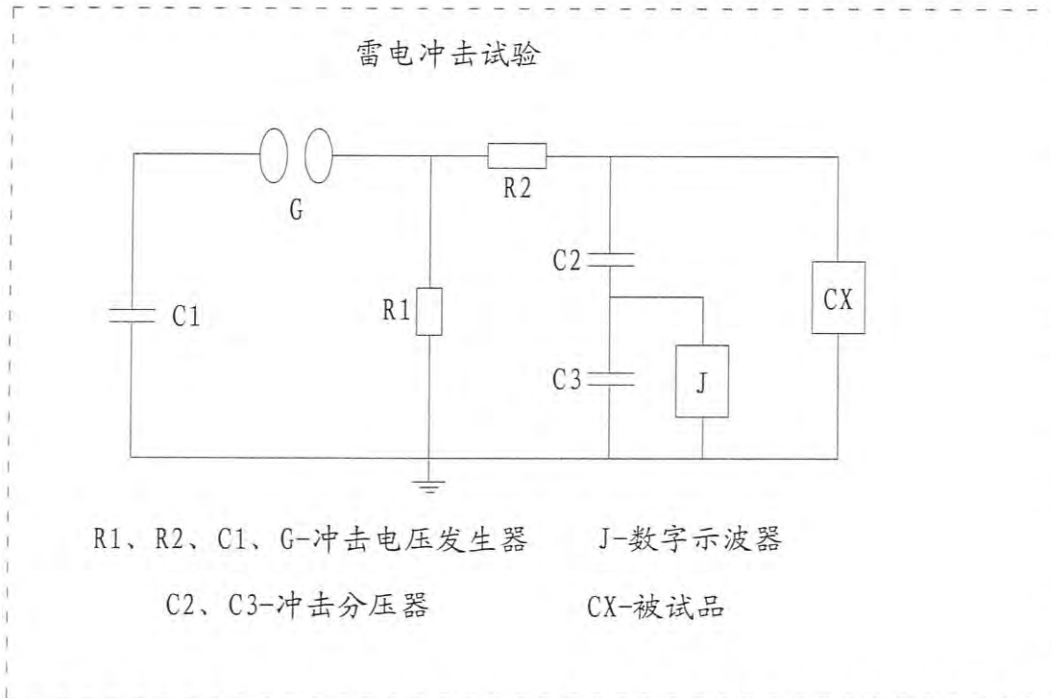 雷电冲击试验
G
R2
C2
CX
C1
R1
C3
J
R1、R2、C1、G-冲击电压发生器 J-数字示波器
C2、C3-冲击分压器 CX-被试品